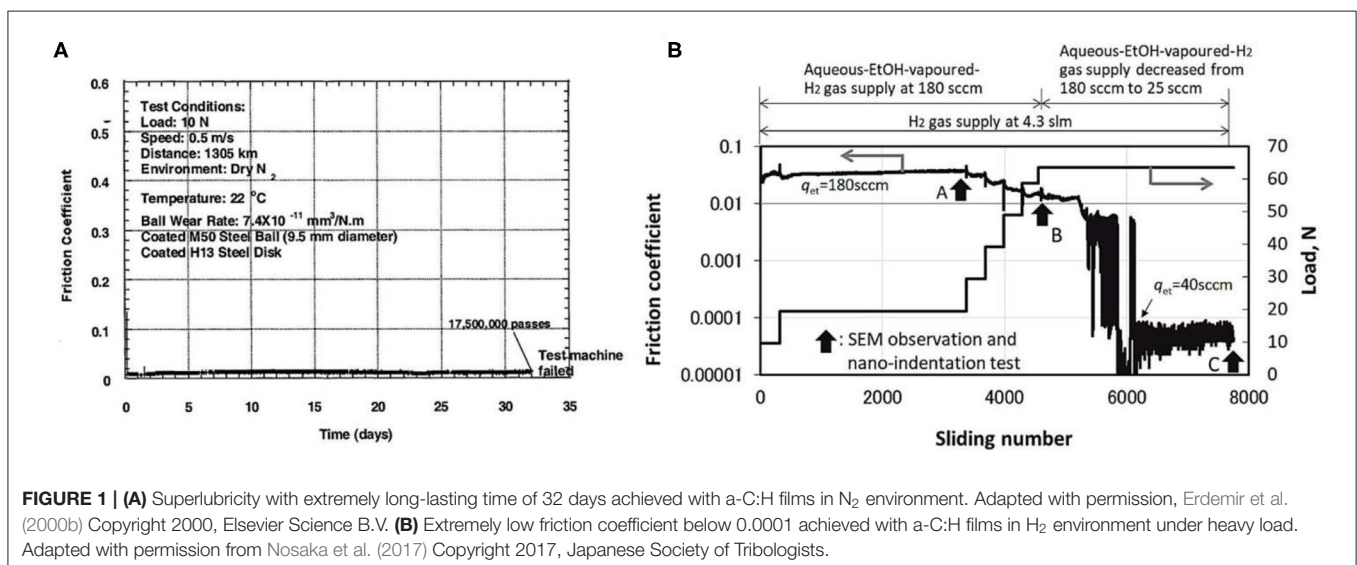 A
0.6
0.5
0.4
0.3
0.2
0.1
0
Friction Coefficient
Test Conditions:
Load: 10 N
Speed: 0.5 m/s
Distance: 1305 km
Environment: Dry N2
Temperature: 22 °C
Ball Wear Rate: 7.4X10 -11 mm3/N.m
Coated M50 Steel Ball (9.5 mm diameter)
Coated H13 Steel Disk
17,500,000 passes
Test machine
failed
0 5 10 15 20 25 30 35
Time (days)
B
Aqueous-EtOH-vapoured-
H2 gas supply at 180 sccm
Aqueous-EtOH-vapoured-H2
gas supply decreased from
180 sccm to 25 sccm
H2 gas supply at 4.3 slm
0.1
0.01
0.001
0.0001
0.00001
Friction coefficient
qet=180sccm
A
B
qet=40sccm
: SEM observation and
nano-indentation test
C
70
60
50
40
30
20
10
0
Load, N
0 2000 4000 6000 8000
Sliding number
FIGURE 1 | (A) Superlubricity with extremely long-lasting time of 32 days achieved with a-C:H films in N2 environment. Adapted with permission, Erdemir et al.
(2000b) Copyright 2000, Elsevier Science B.V. (B) Extremely low friction coefficient below 0.0001 achieved with a-C:H films in H2 environment under heavy load.
Adapted with permission from Nosaka et al. (2017) Copyright 2017, Japanese Society of Tribologists.